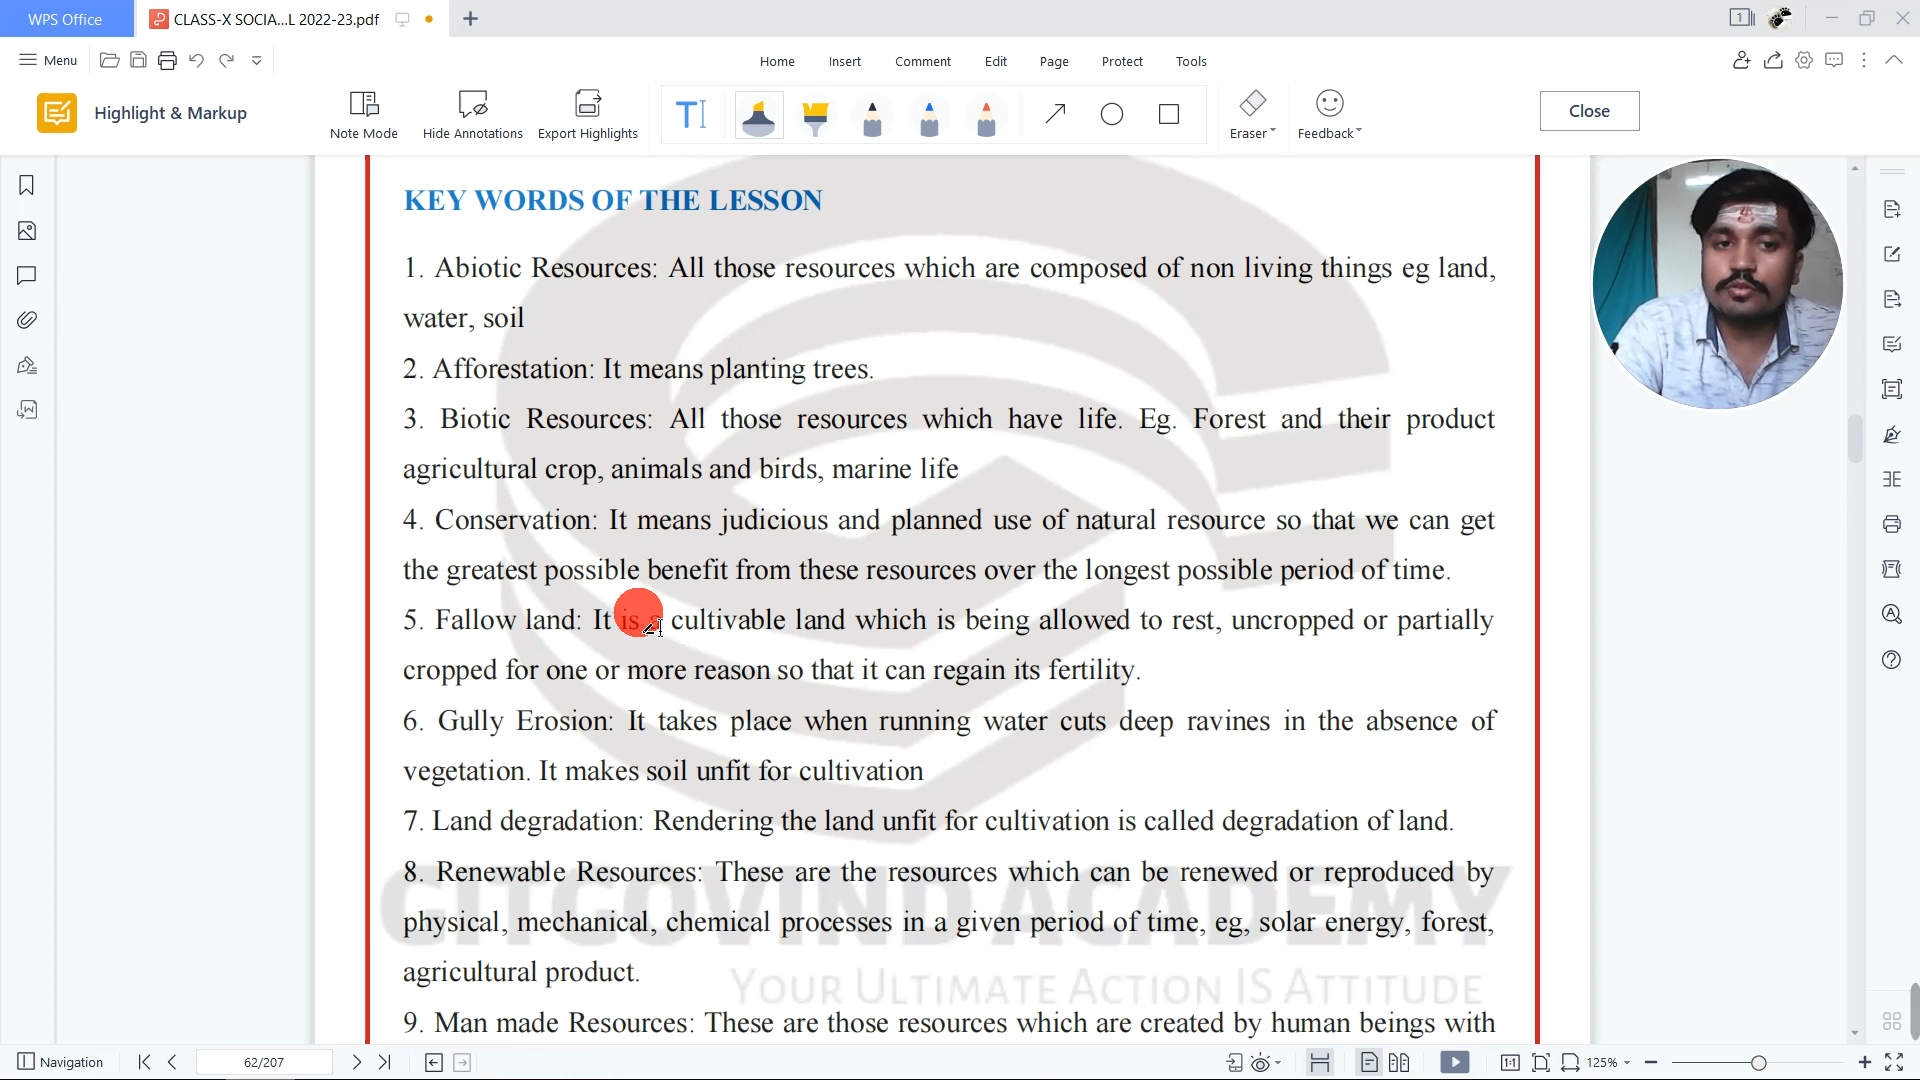 WPS Office
CLASS-X SOCIA...L 2022-23.pdf
Menu
Home Insert Comment Edit Page Protect Tools
Highlight & Markup
Note Mode Hide Annotations Export Highlights
Eraser Feedback
Close
KEY WORDS OF THE LESSON
1. Abiotic Resources: All those resources which are composed of non living things eg land,
water, soil
2. Afforestation: It means planting trees.
3. Biotic Resources: All those resources which have life. Eg. Forest and their product
agricultural crop, animals and birds, marine life
4. Conservation: It means judicious and planned use of natural resource so that we can get
the greatest possible benefit from these resources over the longest possible period of time.
5. Fallow land: It is a cultivable land which is being allowed to rest, uncropped or partially
cropped for one or more reason so that it can regain its fertility.
6. Gully Erosion: It takes place when running water cuts deep ravines in the absence of
vegetation. It makes soil unfit for cultivation
7. Land degradation: Rendering the land unfit for cultivation is called degradation of land.
8. Renewable Resources: These are the resources which can be renewed or reproduced by
physical, mechanical, chemical processes in a given period of time, eg, solar energy, forest,
agricultural product.
9. Man made Resources: These are those resources which are created by human beings with
GITGOVIND ACADEMY
YOUR ULTIMATE ACTION IS ATTITUDE
Navigation
62/207
125%